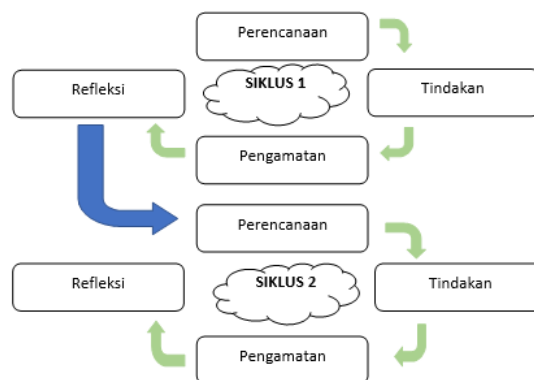 Perencanaan
Refleksi
SIKLUS 1
Tindakan
Pengamatan
Perencanaan
Refleksi
SIKLUS 2
Tindakan
Pengamatan